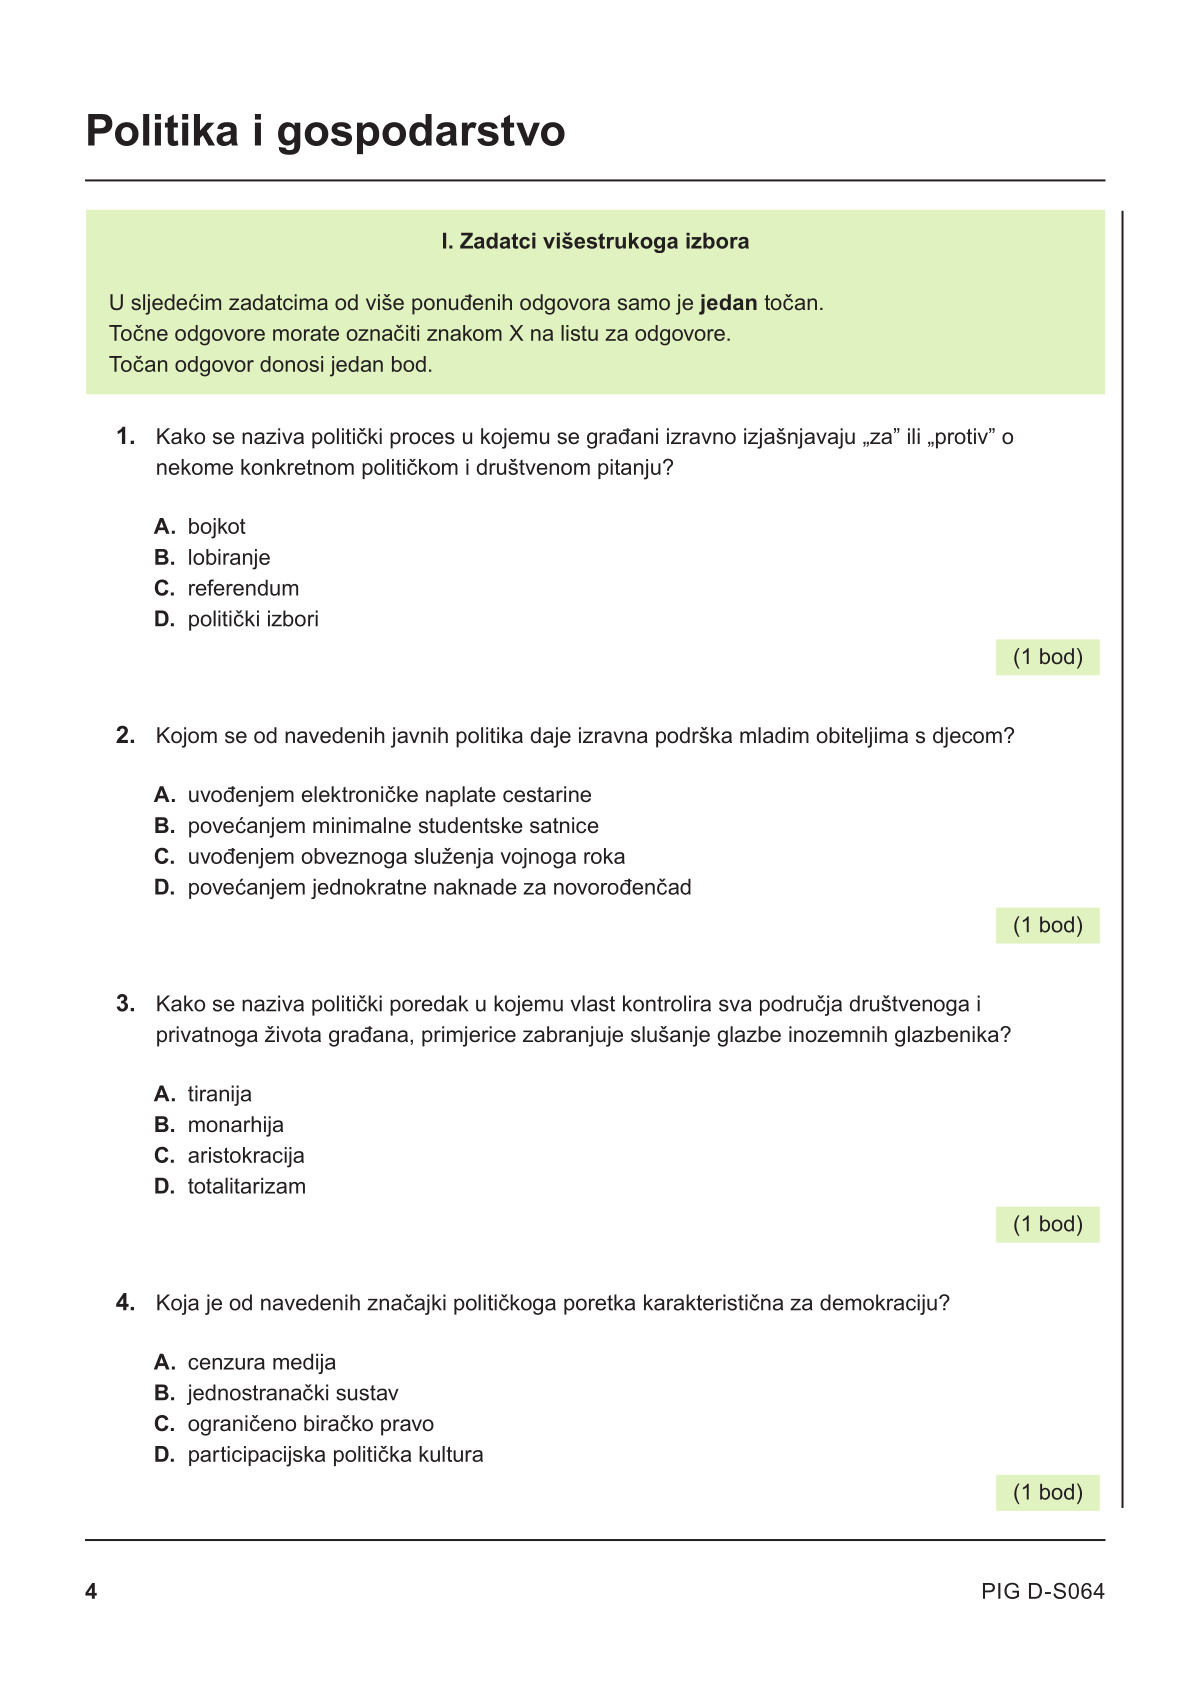 Politika i gospodarstvo
I. Zadatci višestrukoga izbora
U sljedećim zadatcima od više ponuđenih odgovora samo je jedan točan.
Točne odgovore morate označiti znakom X na listu za odgovore.
Točan odgovor donosi jedan bod.
1. Kako se naziva politički proces u kojemu se građani izravno izjašnjavaju „za” ili „protiv” o
nekome konkretnom političkom i društvenom pitanju?
A. bojkot
B. lobiranje
C. referendum
D. politički izbori
(1 bod)
2. Kojom se od navedenih javnih politika daje izravna podrška mladim obiteljima s djecom?
A. uvođenjem elektroničke naplate cestarine
B. povećanjem minimalne studentske satnice
C. uvođenjem obveznoga služenja vojnoga roka
D. povećanjem jednokratne naknade za novorođenčad
(1 bod)
3. Kako se naziva politički poredak u kojemu vlast kontrolira sva područja društvenoga i
privatnoga života građana, primjerice zabranjuje slušanje glazbe inozemnih glazbenika?
A. tiranija
B. monarhija
C. aristokracija
D. totalitarizam
(1 bod)
4. Koja je od navedenih značajki političkoga poretka karakteristična za demokraciju?
A. cenzura medija
B. jednostranački sustav
C. ograničeno biračko pravo
D. participacijska politička kultura
(1 bod)
4
PIG D-S064